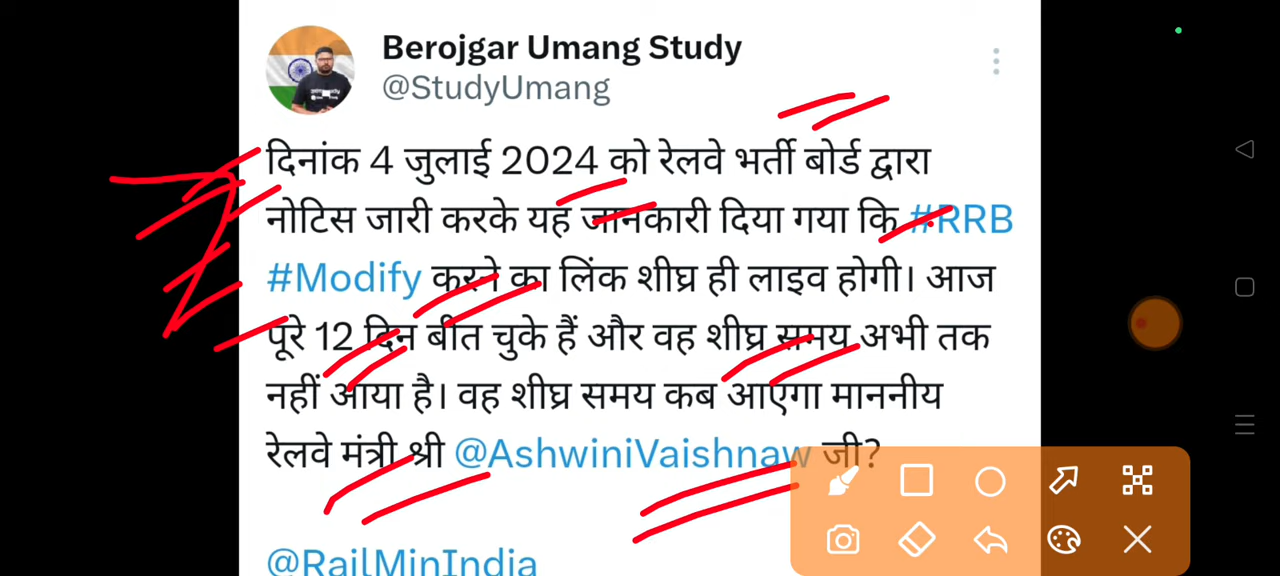 Berojgar Umang Study
@StudyUmang
दिनांक 4 जुलाई 2024 को रेलवे भर्ती बोर्ड द्वारा
नोटिस जारी करके यह जानकारी दिया गया कि #RRB
#Modify करने का लिंक शीघ्र ही लाइव होगी। आज
पूरे 12 दिन बीत चुके हैं और वह शीघ्र समय अभी तक
नहीं आया है। वह शीघ्र समय कब आएगा माननीय
रेलवे मंत्री श्री @AshwiniVaishnaw जी?
@RailMinIndia